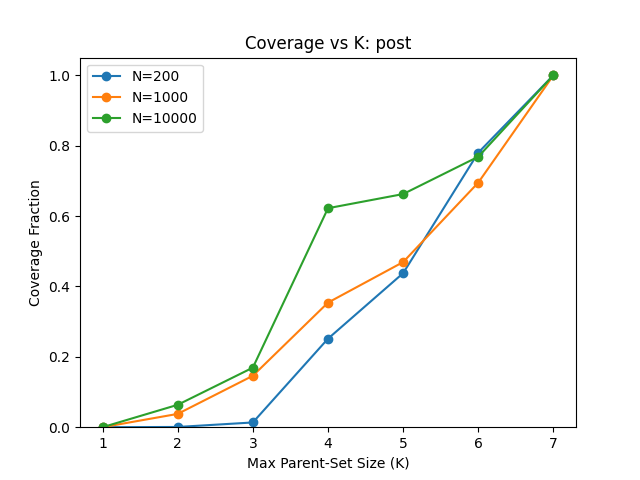 Coverage vs K: post
N=200
N=1000
N=10000
1.0
0.8
0.6
0.4
0.2
0.0
Coverage Fraction
1 2 3 4 5 6 7
Max Parent-Set Size (K)